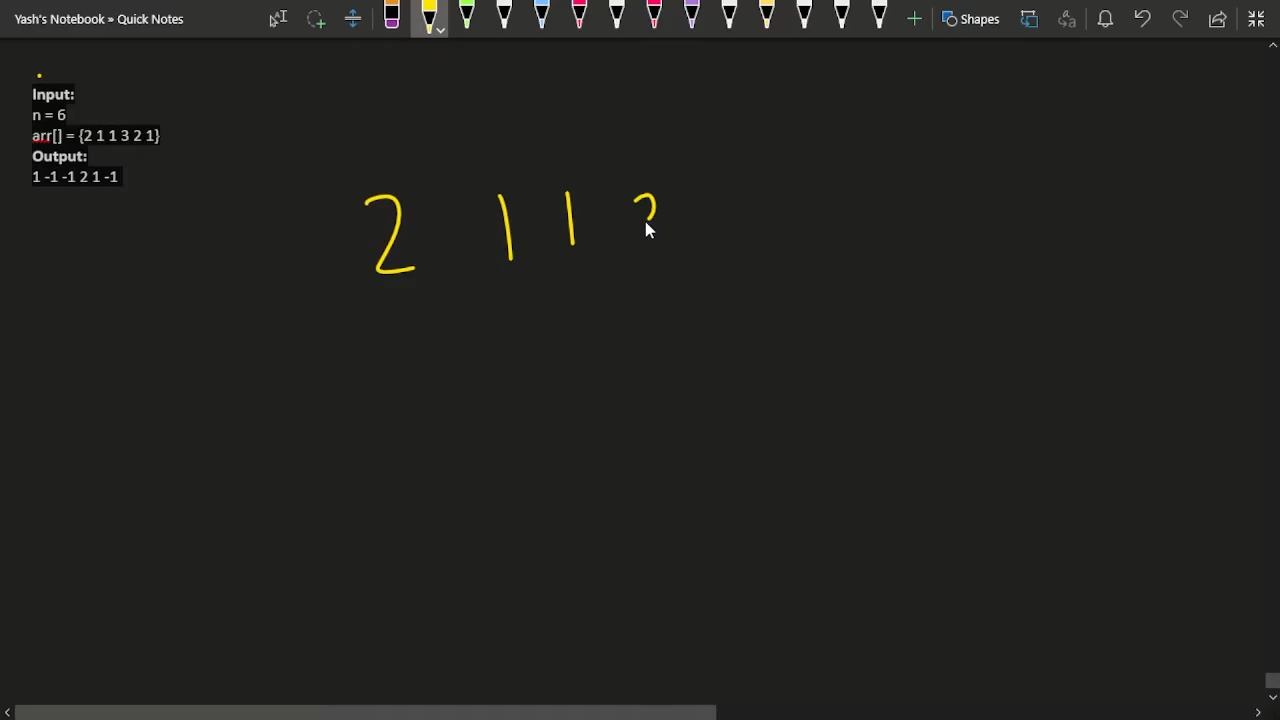 Yash's Notebook » Quick Notes
Shapes
Input:
n = 6
arr[] = {2 1 1 3 2 1}
Output:
1 -1 -1 2 1 -1
2 1 1